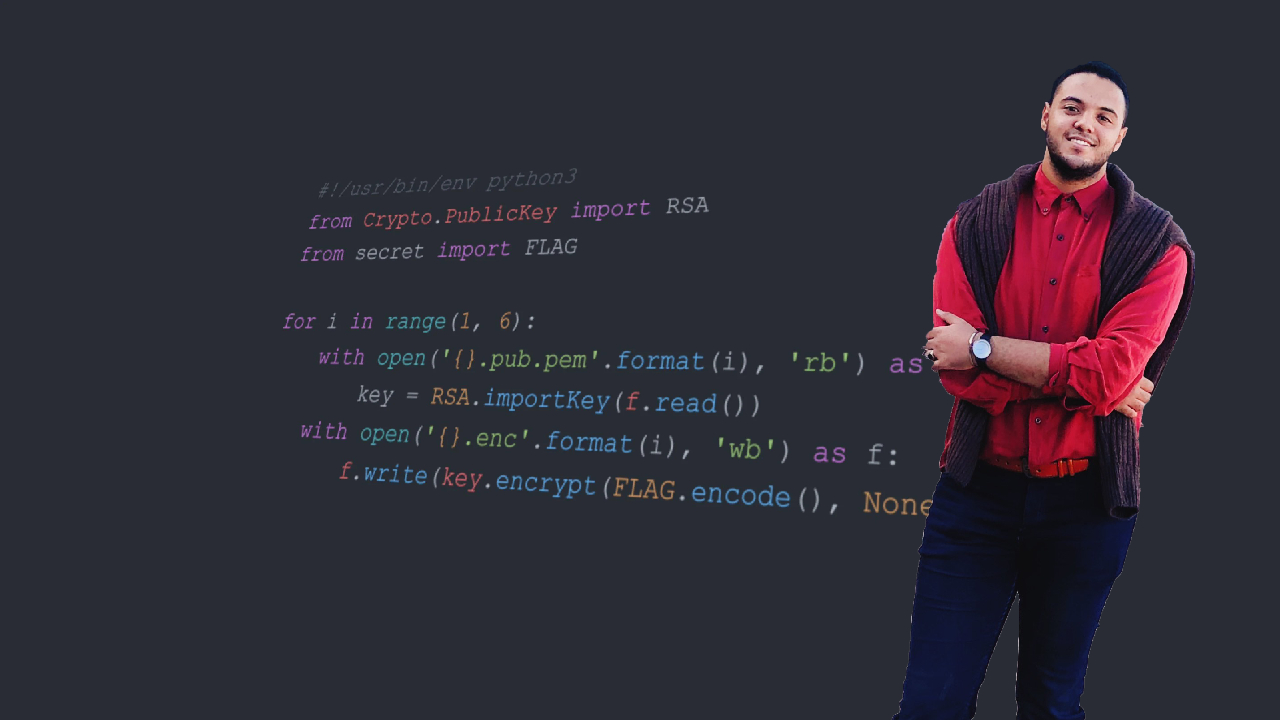 #!/usr/bin/env python3
from Crypto.PublicKey import RSA
from secret import FLAG
for i in range(1, 6):
with open('{}.pub.pem'.format(i), 'rb') as
key = RSA.importKey(f.read())
with open('{}.enc'.format(i), 'wb') as f:
f.write(key.encrypt(FLAG.encode(), None